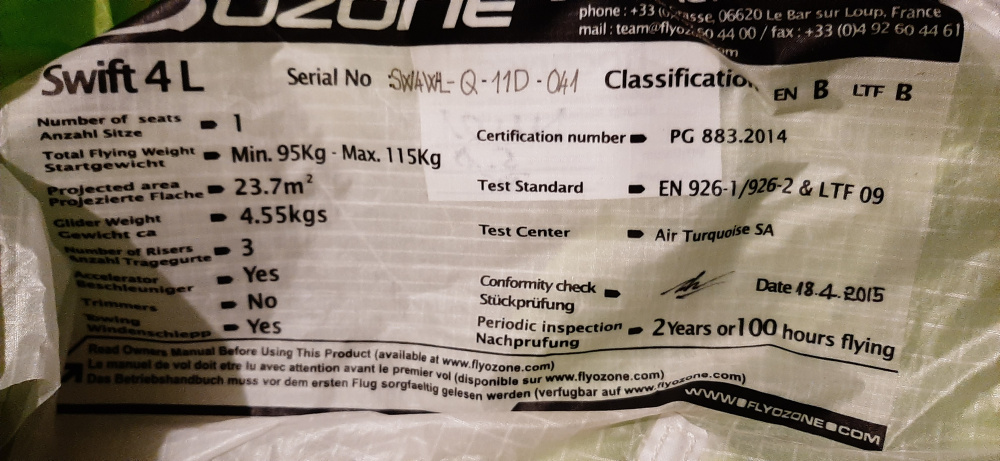 OZONE
phone : +33
06620 Le Bar sur Loup. France
mail : team@flyoz
50 44 00 / fax : +33 (0)4 92 60 44 61
Swift 4 L
Serial No SW4WL-Q-11D-041
Classification EN B LTF B
Number of seats
Anzahl Sitze
1
Total Flying Weight
Startgewicht
Min. 95Kg - Max. 115Kg
Projected area
Projezierte Flache
23.7m²
Glider Weight
Gewicht ca
4.55kgs
Number of Risers
Anzahl Tragegurte
3
Accelerator
Beschleuniger
Yes
Trimmers
No
Towing
Windenschlepp
Yes
Certification number PG 883.2014
Test Standard EN 926-1/926-2 & LTF 09
Test Center Air Turquoise SA
Conformity check
Stückprüfung
Date 18.4.2015
Periodic inspection
Nachprufung
2Years or100 hours flying
Read Owners Manual Before Using This Product (available at www.flyozone.com)
Le manuel de vol doit etre lu avec attention avant le premier vol (disponible sur www.flyozone.com)
Das Betriebshandbuch muss vor dem ersten Flug sorgfaeltig gelesen werden (verfugbar auf www.flyozone.com)
WWW.FLYOZONE.COM